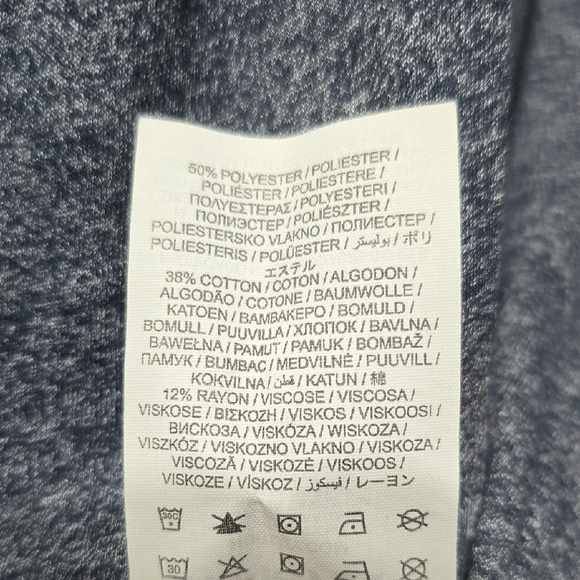 50% POLYESTER / POLIESTER /
POLIÉSTER / POLIESTERE /
ΠΟΛΥΕΣΤΕΡΑΣ / POLYESTERI /
ПОЛИЭСТЕР / POLIÉSZTER /
POLIESTERSKO VLAKNO / ПОЛИЕСТЕР /
POLIESTERIS / POLÜESTER / بوليستر / ポリ
エステル
38% COTTON / COTON / ALGODON /
ALGODÃO / COTONE / BAUMWOLLE /
KATOEN / ΒΑΜΒΑΚΕΡΟ / BOMULD /
BOMULL / PUUVILLA / ХЛОПОК / BAVLNA /
BAWEŁNA / PAMUT / PAMUK / BOMBAŽ /
ПАМУК / BUMBAC / MEDVILNĖ / PUUVILL /
KOKVILNA / قطن / KATUN / 綿
12% RAYON / VISCOSE / VISCOSA /
VISKOSE / ΒΙΣΚΟΖΗ / VISKOS / VISKOOSI /
ВИСКОЗА / VISKÓZA / WISKOZA /
VISZKÓZ / VISKOZNO VLAKNO / VISKOZA /
VISCOZĂ / VISKOZĖ / VISKOOS /
VISKOZE / VİSKOZ / فيسكوز / レーヨン
30C
30